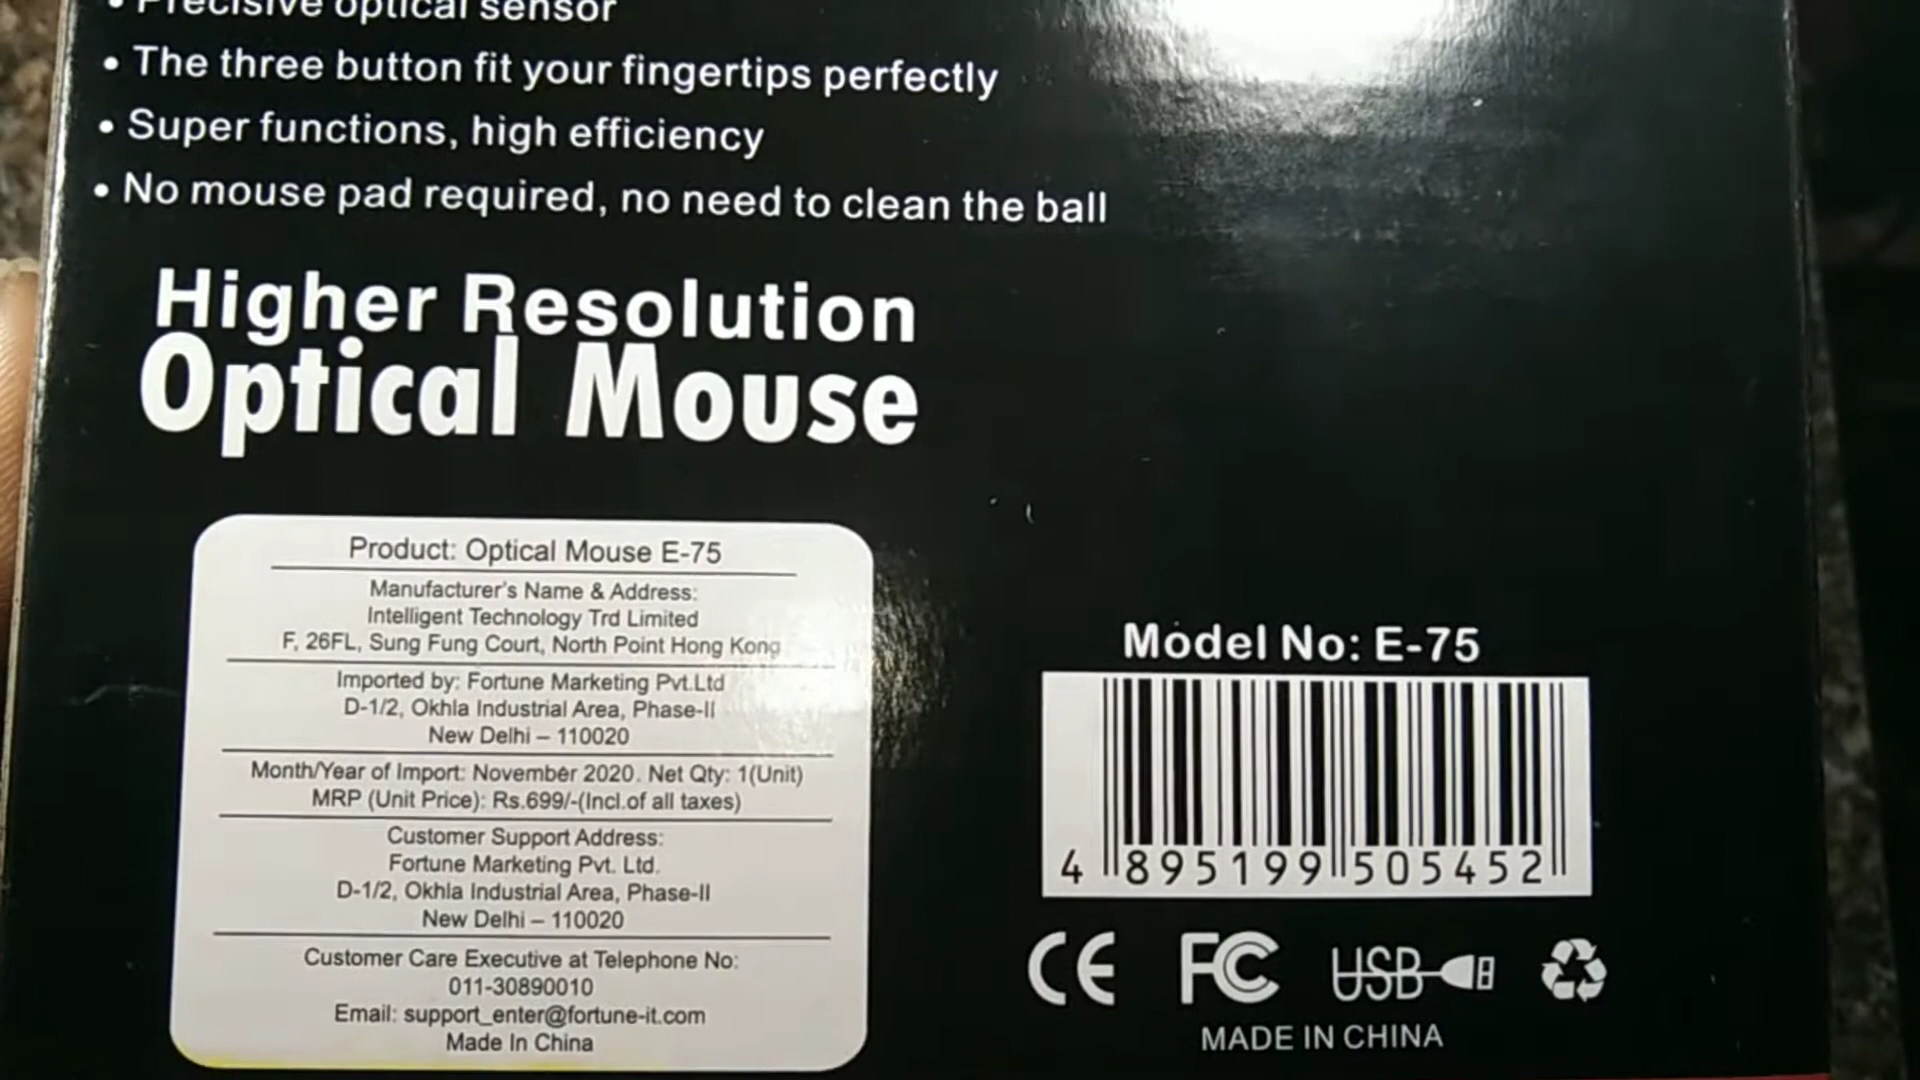 • Precisive optical sensor
• The three button fit your fingertips perfectly
• Super functions, high efficiency
• No mouse pad required, no need to clean the ball
Higher Resolution
Optical Mouse
Product: Optical Mouse E-75
Manufacturer's Name & Address:
Intelligent Technology Trd Limited
F, 26FL, Sung Fung Court, North Point Hong Kong
Imported by: Fortune Marketing Pvt.Ltd
D-1/2, Okhla Industrial Area, Phase-II
New Delhi – 110020
Month/Year of Import: November 2020. Net Qty: 1(Unit)
MRP (Unit Price): Rs.699/-(Incl.of all taxes)
Customer Support Address:
Fortune Marketing Pvt. Ltd.
D-1/2, Okhla Industrial Area, Phase-II
New Delhi – 110020
Customer Care Executive at Telephone No:
011-30890010
Email: support_enter@fortune-it.com
Made In China
Model No: E-75
4 895199 505452
CE FC USB
MADE IN CHINA